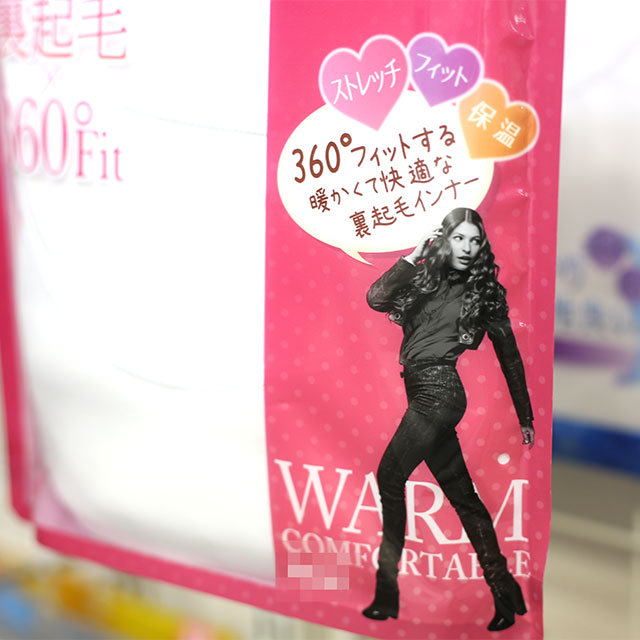 裏起毛
×
360°Fit
ストレッチ
フィット
保温
360°フィットする
暖かくて快適な
裏起毛インナー
WARM
COMFORTABLE